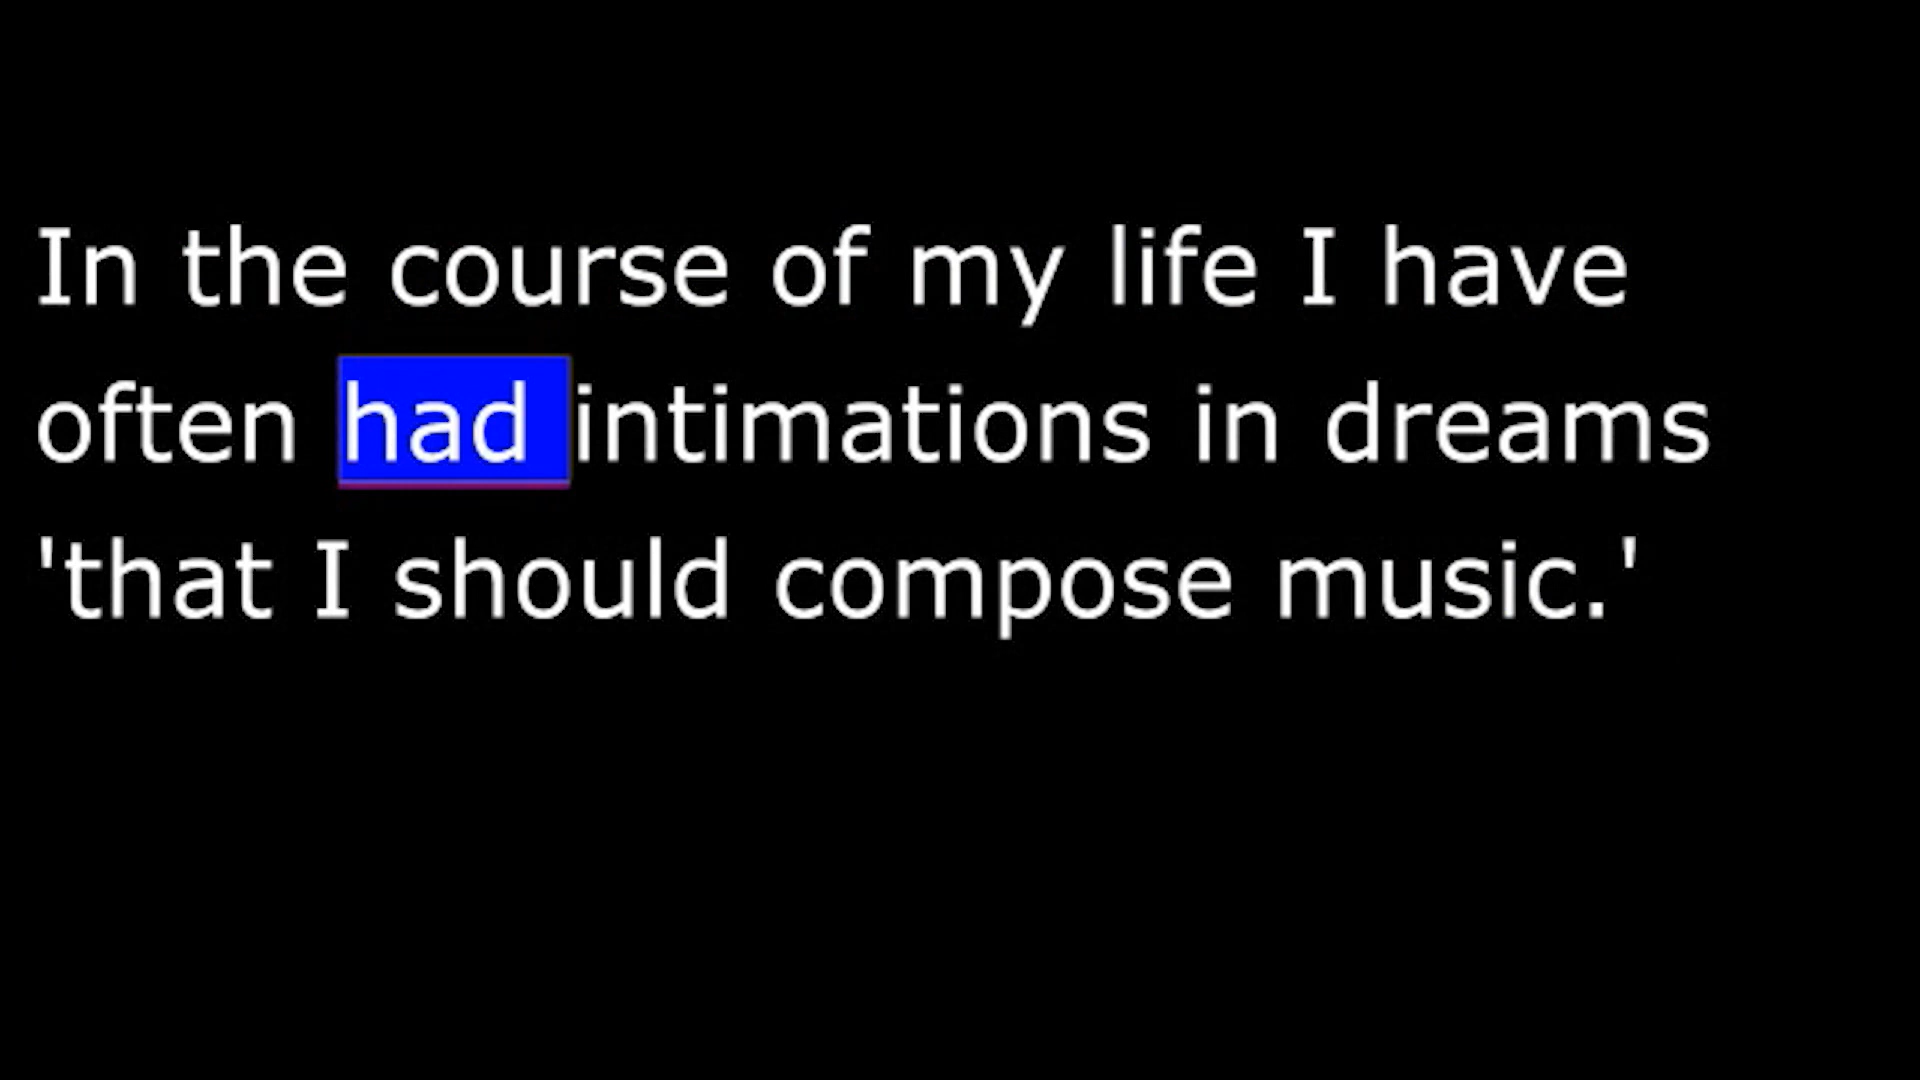 In the course of my life I have
often had intimations in dreams
'that I should compose music.'